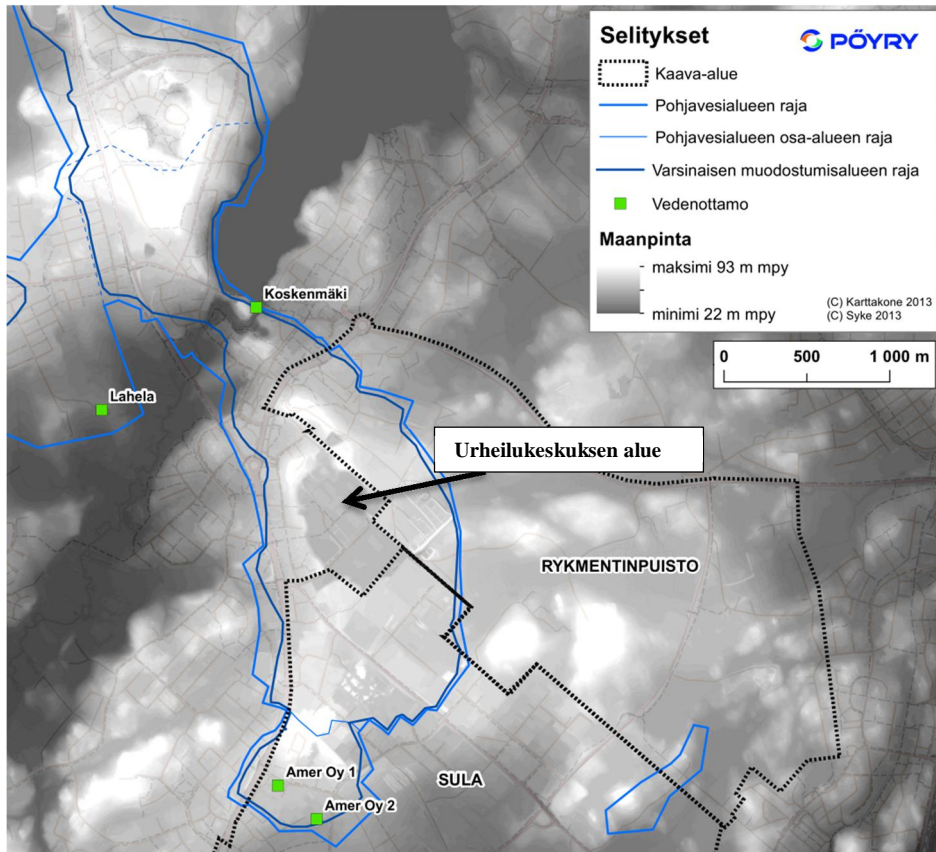 Selitykset
PÖYRY
Kaava-alue
Pohjavesialueen raja
Pohjavesialueen osa-alueen raja
Varsinaisen muodostumisalueen raja
Vedenottamo
Maanpinta
maksimi 93 m mpy
minimi 22 m mpy
(C) Karttakone 2013
(C) Syke 2013
0 500 1 000 m
Koskenmäki
Lahela
Urheilukeskuksen alue
RYKMENTINPUISTO
Amer Oy 1
SULA
Amer Oy 2